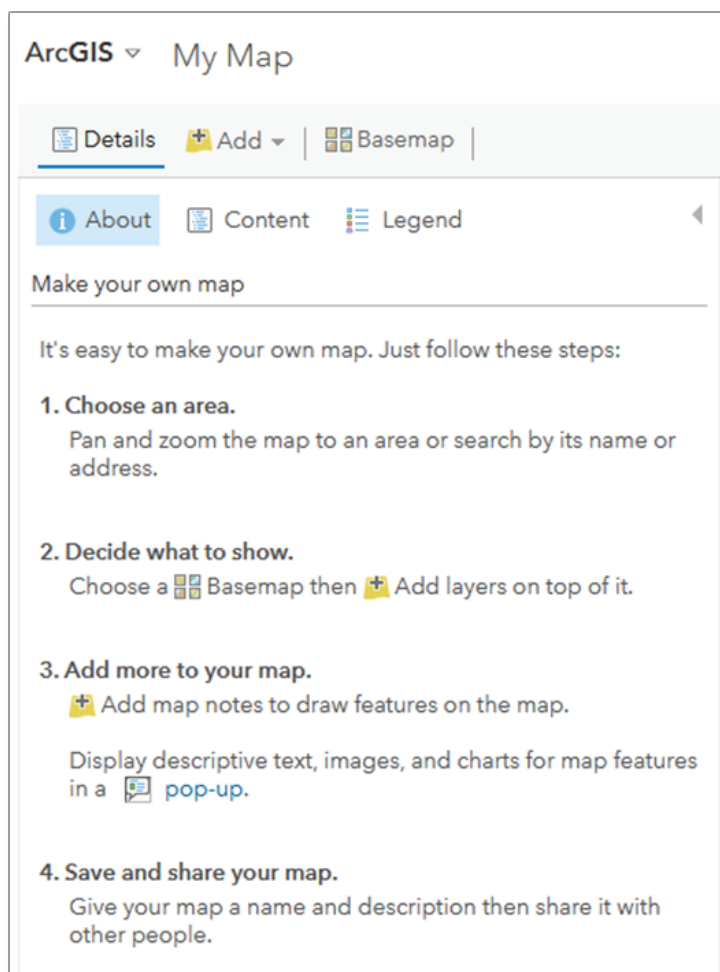 ArcGIS My Map
Details Add Basemap
About Content Legend
Make your own map
It's easy to make your own map. Just follow these steps:
1. Choose an area.
Pan and zoom the map to an area or search by its name or
address.
2. Decide what to show.
Choose a Basemap then Add layers on top of it.
3. Add more to your map.
Add map notes to draw features on the map.
Display descriptive text, images, and charts for map features
in a pop-up.
4. Save and share your map.
Give your map a name and description then share it with
other people.